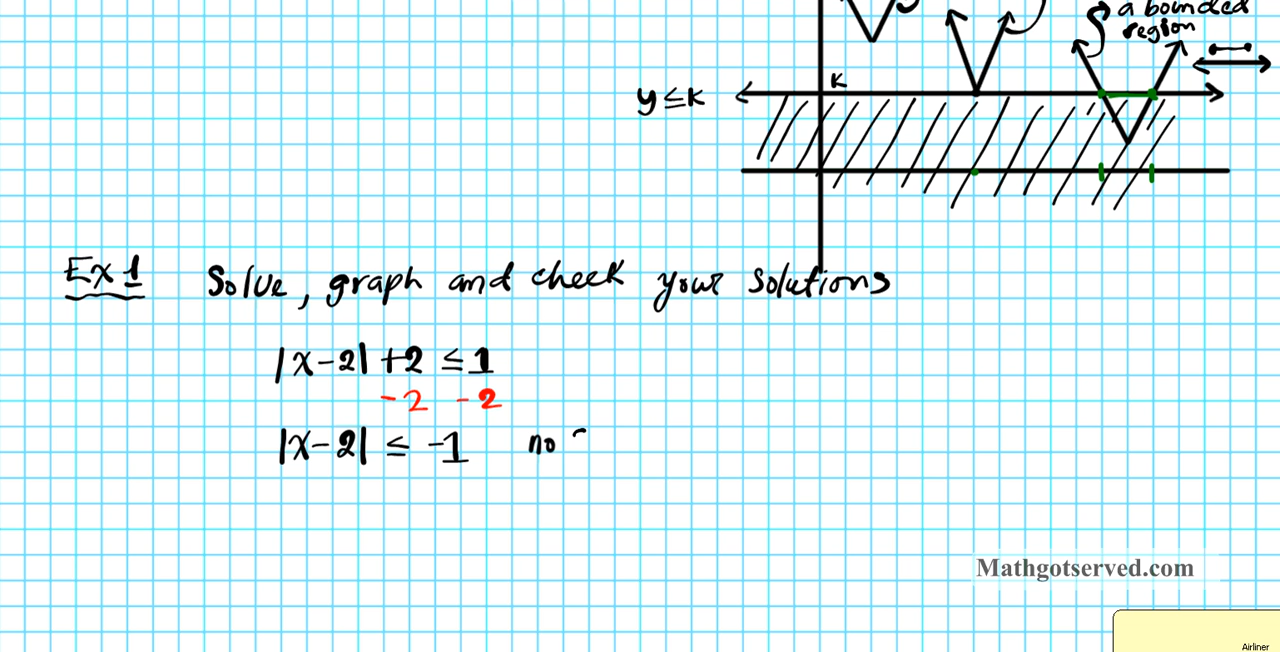 a bounded
region
K
y ≤ K
Ex 1 Solve, graph and check your solutions
|x-2| +2 ≤ 1
-2 -2
|x-2| ≤ -1 no
Mathgotserved.com
Airliner